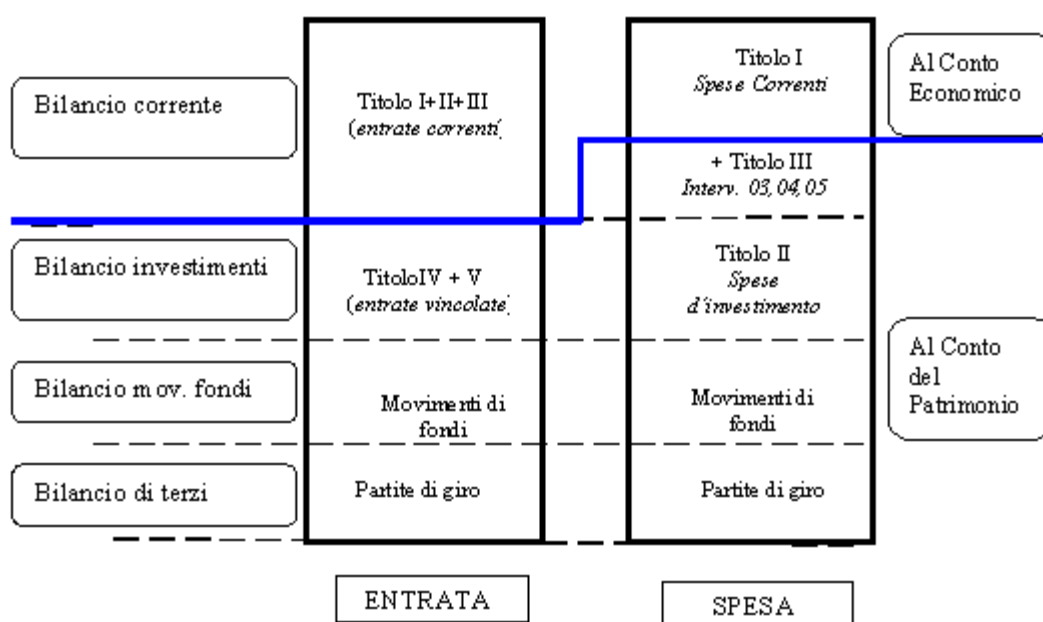 Bilancio corrente
Bilancio investimenti
Bilancio mov. fondi
Bilancio di terzi
Titolo I+II+III
(entrate correnti)
TitoloIV + V
(entrate vincolate)
Movimenti di
fondi
Partite di giro
ENTRATA
Titolo I
Spese Correnti
+ Titolo III
Interv. 03,04,05
Titolo II
Spese
d'investimento
Movimenti di
fondi
Partite di giro
SPESA
Al Conto
Economico
Al Conto
del
Patrimonio